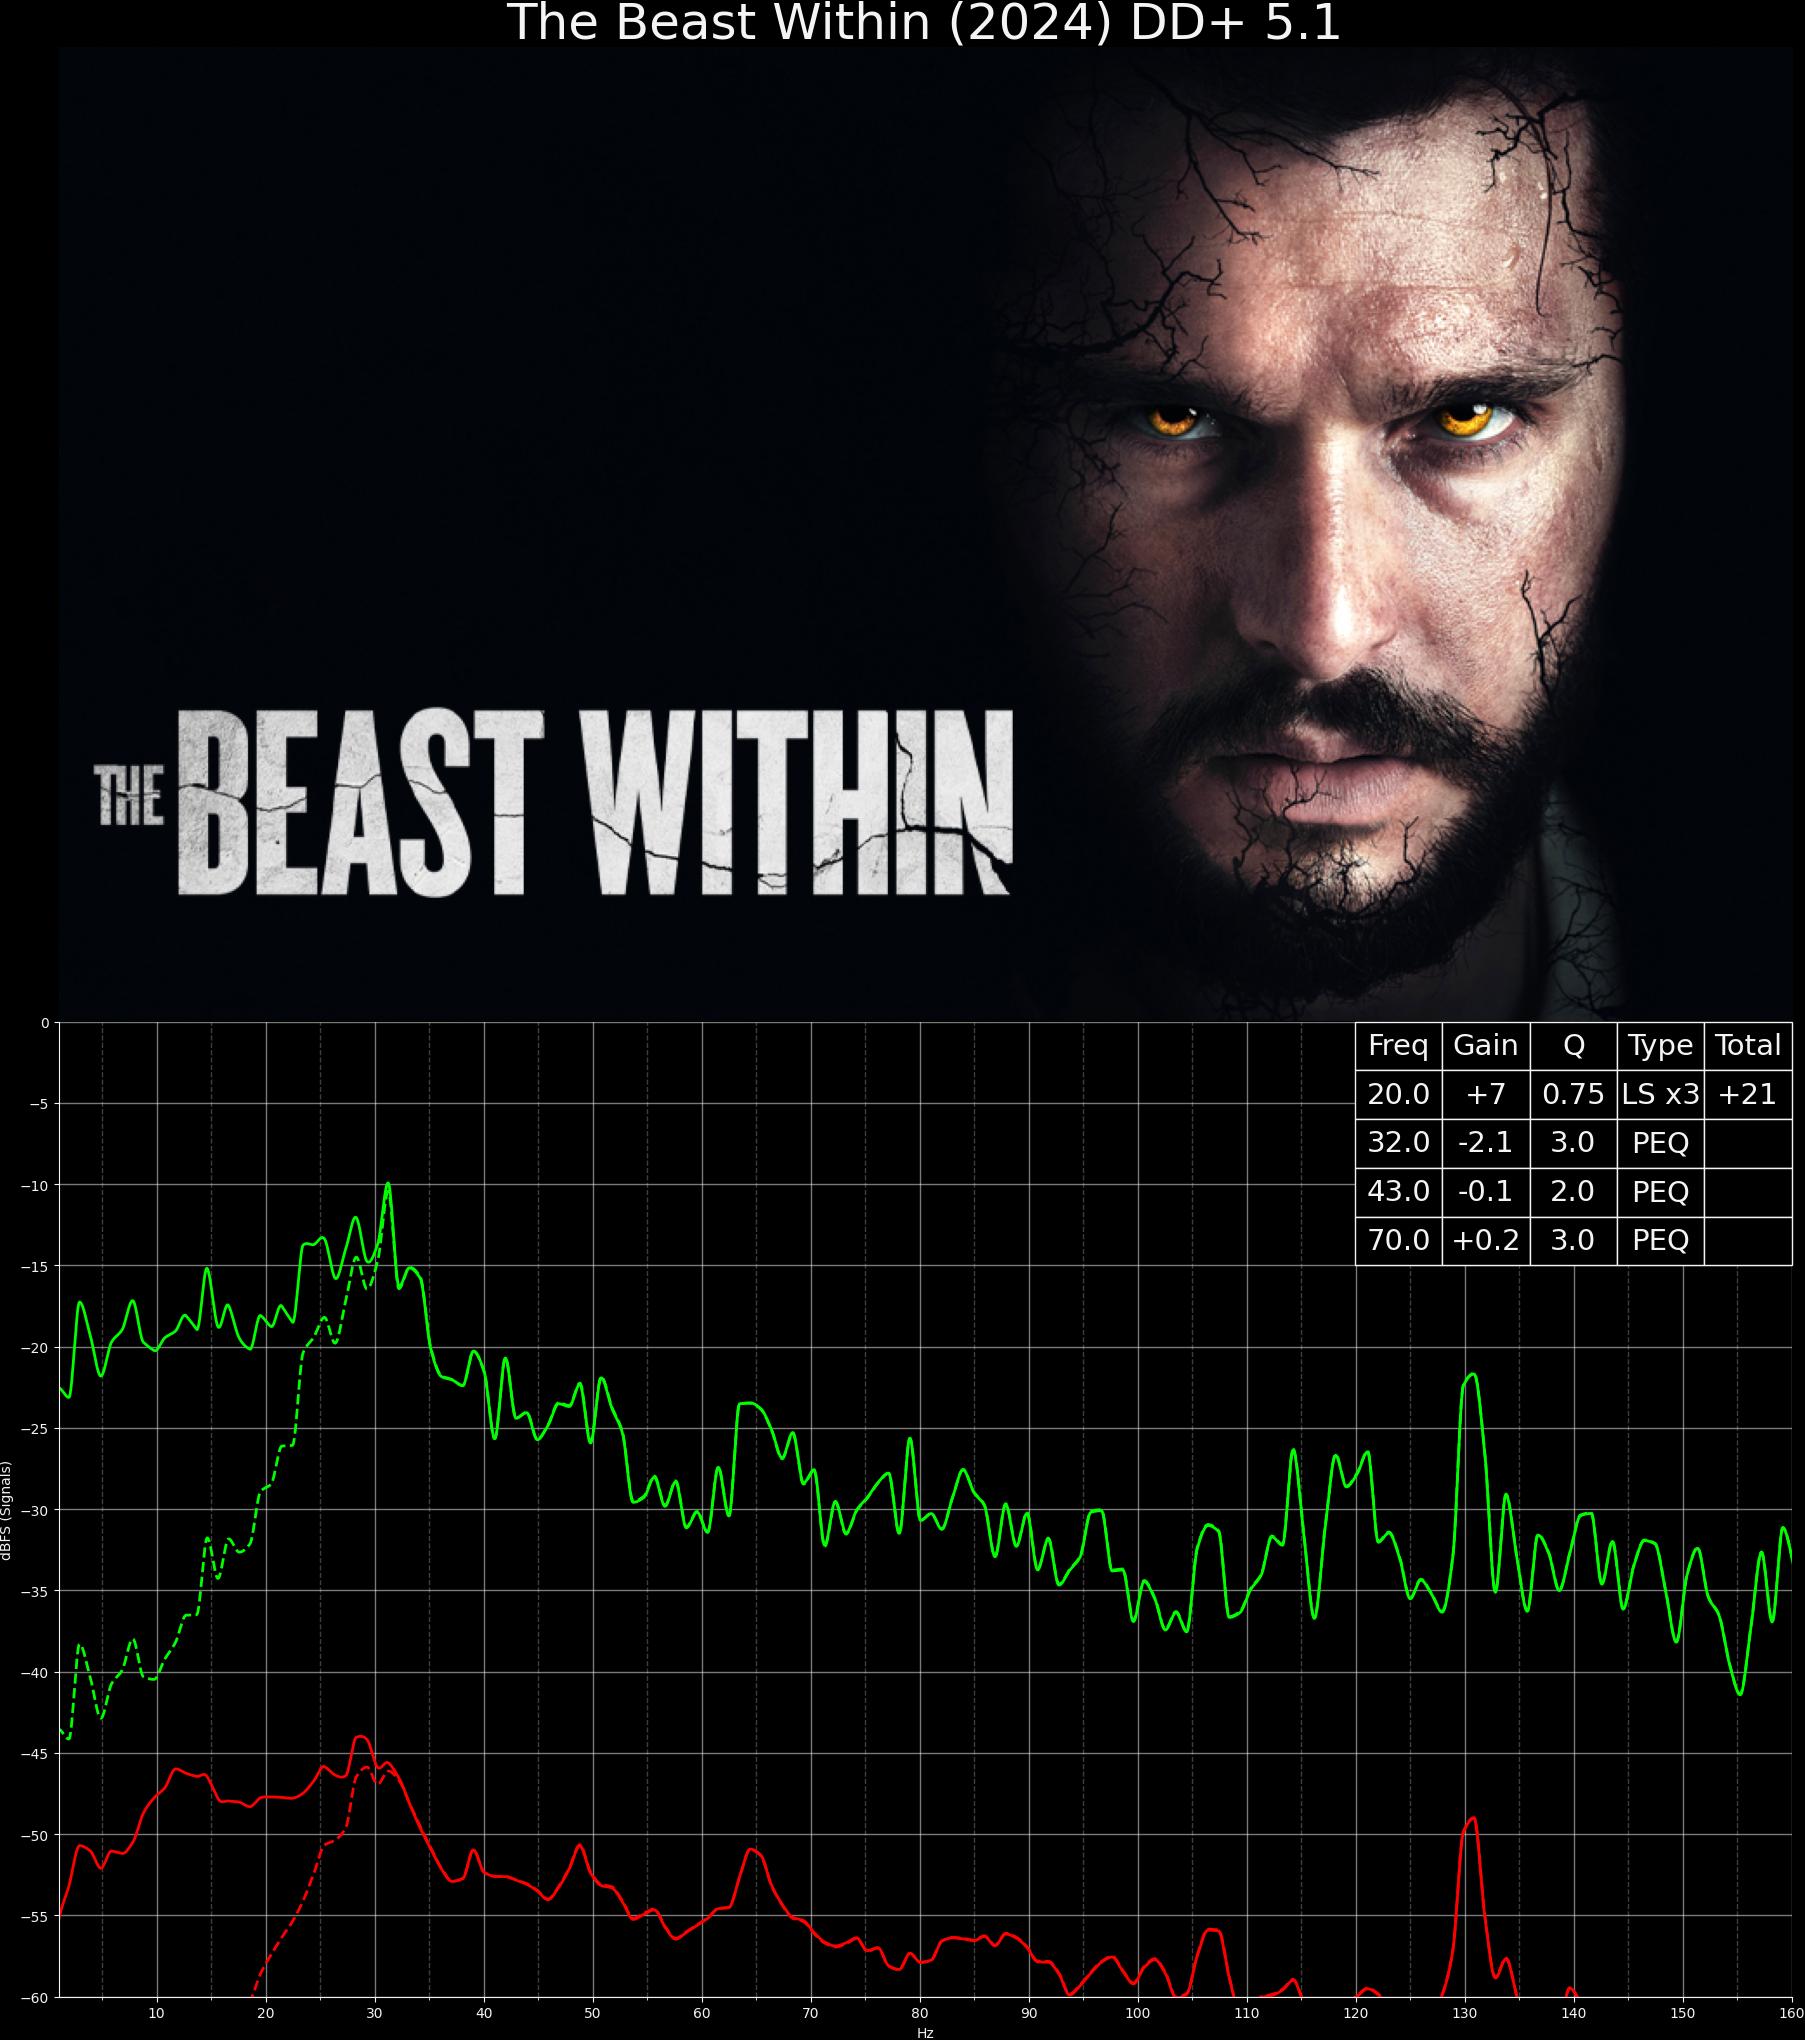 The Beast Within (2024) DD+ 5.1
THE BEAST WITHIN
Freq Gain Q Type Total
20.0 +7 0.75 LS x3 +21
32.0 -2.1 3.0 PEQ
43.0 -0.1 2.0 PEQ
70.0 +0.2 3.0 PEQ
0
−5
−10
−15
−20
−25
−30
−35
−40
−45
−50
−55
−60
dBFS (Signals)
10 20 30 40 50 60 70 80 90 100 110 120 130 140 150 160
Hz